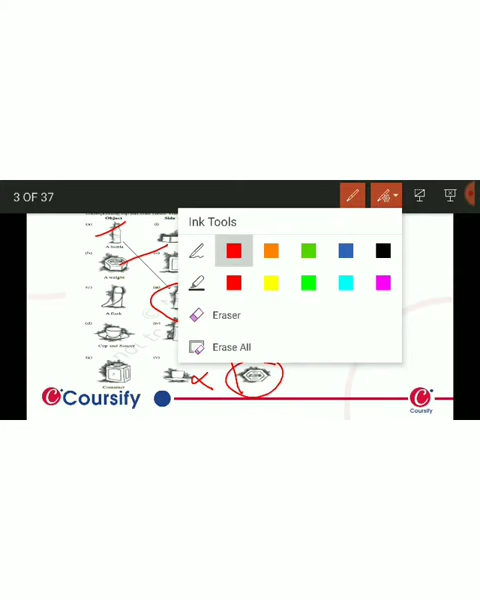 3 OF 37
Object
Side
Ink Tools
(a)
(i)
A bottle
(b)
A weight
(c)
A flask
Eraser
(d)
(iv)
Cup and Saucer
Erase All
(e)
(v)
Container
Coursify
Coursify